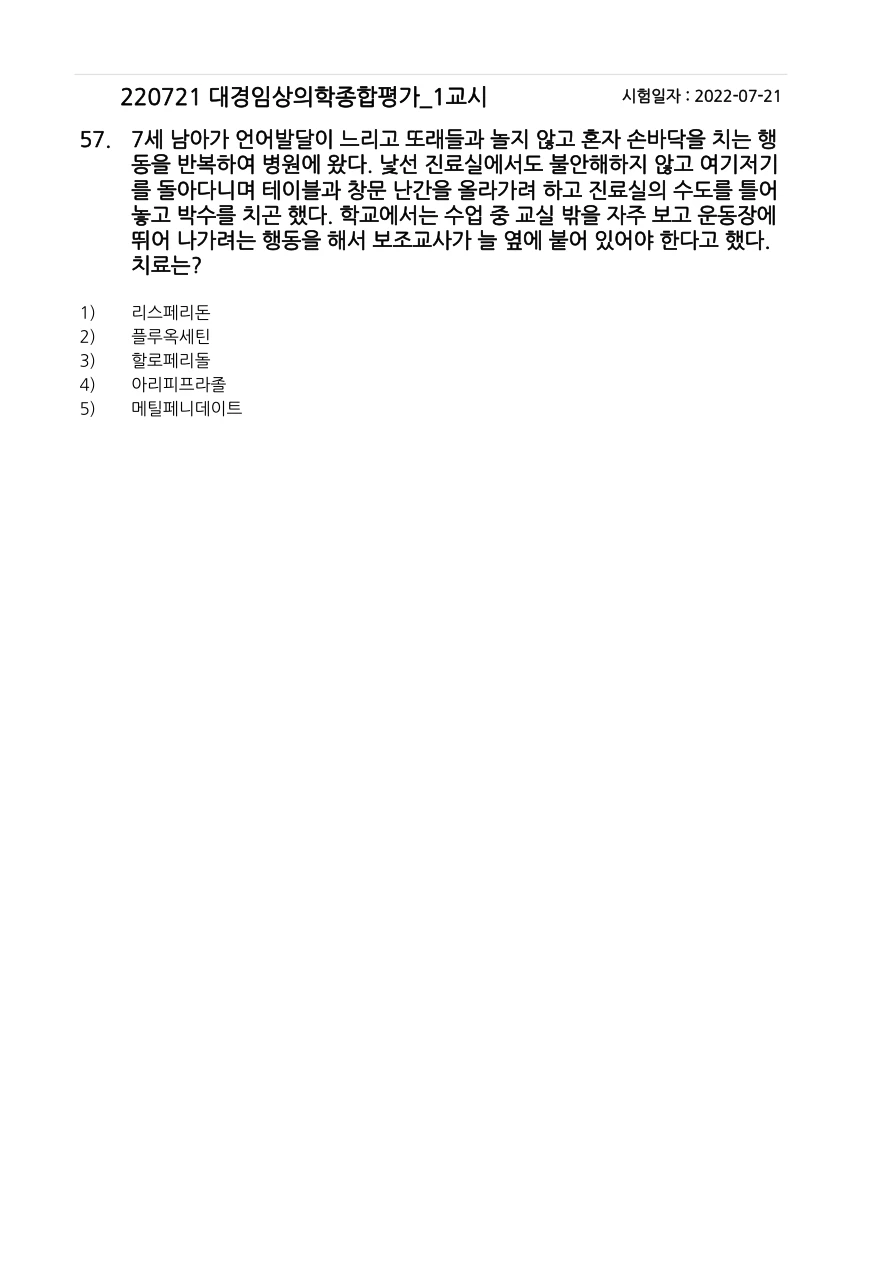 220721 대경임상의학종합평가_1교시 시험일자 : 2022-07-21
57. 7세 남아가 언어발달이 느리고 또래들과 놀지 않고 혼자 손바닥을 치는 행
동을 반복하여 병원에 왔다. 낯선 진료실에서도 불안해하지 않고 여기저기
를 돌아다니며 테이블과 창문 난간을 올라가려 하고 진료실의 수도를 틀어
놓고 박수를 치곤 했다. 학교에서는 수업 중 교실 밖을 자주 보고 운동장에
뛰어 나가려는 행동을 해서 보조교사가 늘 옆에 붙어 있어야 한다고 했다.
치료는?
1) 리스페리돈
2) 플루옥세틴
3) 할로페리돌
4) 아리피프라졸
5) 메틸페니데이트